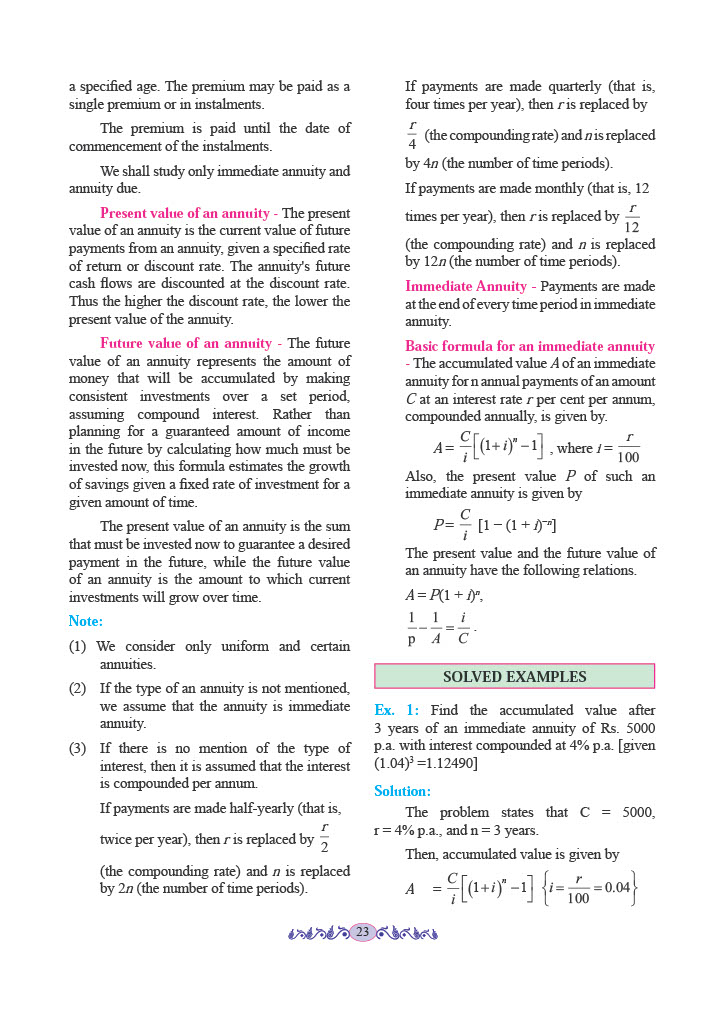 a specified age. The premium may be paid as a
single premium or in instalments.
The premium is paid until the date of
commencement of the instalments.
We shall study only immediate annuity and
annuity due.
Present value of an annuity - The present
value of an annuity is the current value of future
payments from an annuity, given a specified rate
of return or discount rate. The annuity's future
cash flows are discounted at the discount rate.
Thus the higher the discount rate, the lower the
present value of the annuity.
Future value of an annuity - The future
value of an annuity represents the amount of
money that will be accumulated by making
consistent investments over a set period,
assuming compound interest. Rather than
planning for a guaranteed amount of income
in the future by calculating how much must be
invested now, this formula estimates the growth
of savings given a fixed rate of investment for a
given amount of time.
The present value of an annuity is the sum
that must be invested now to guarantee a desired
payment in the future, while the future value
of an annuity is the amount to which current
investments will grow over time.
Note:
(1) We consider only uniform and certain
annuities.
(2) If the type of an annuity is not mentioned,
we assume that the annuity is immediate
annuity.
(3) If there is no mention of the type of
interest, then it is assumed that the interest
is compounded per annum.
If payments are made half-yearly (that is,
twice per year), then r is replaced by r/2
(the compounding rate) and n is replaced
by 2n (the number of time periods).
If payments are made quarterly (that is,
four times per year), then r is replaced by
r/4 (the compounding rate) and n is replaced
by 4n (the number of time periods).
If payments are made monthly (that is, 12
times per year), then r is replaced by r/12
(the compounding rate) and n is replaced
by 12n (the number of time periods).
Immediate Annuity - Payments are made
at the end of every time period in immediate
annuity.
Basic formula for an immediate annuity
- The accumulated value A of an immediate
annuity for n annual payments of an amount
C at an interest rate r per cent per annum,
compounded annually, is given by.
A = C/i [(1+i)ⁿ −1] , where i = r/100
Also, the present value P of such an
immediate annuity is given by
P = C/i [1 − (1 + i)⁻ⁿ]
The present value and the future value of
an annuity have the following relations.
A = P(1 + i)ⁿ,
1/p − 1/A = i/C .
SOLVED EXAMPLES
Ex. 1: Find the accumulated value after
3 years of an immediate annuity of Rs. 5000
p.a. with interest compounded at 4% p.a. [given
(1.04)³ =1.12490]
Solution:
The problem states that C = 5000,
r = 4% p.a., and n = 3 years.
Then, accumulated value is given by
A = C/i [(1+i)ⁿ −1] {i = r/100 = 0.04}
23